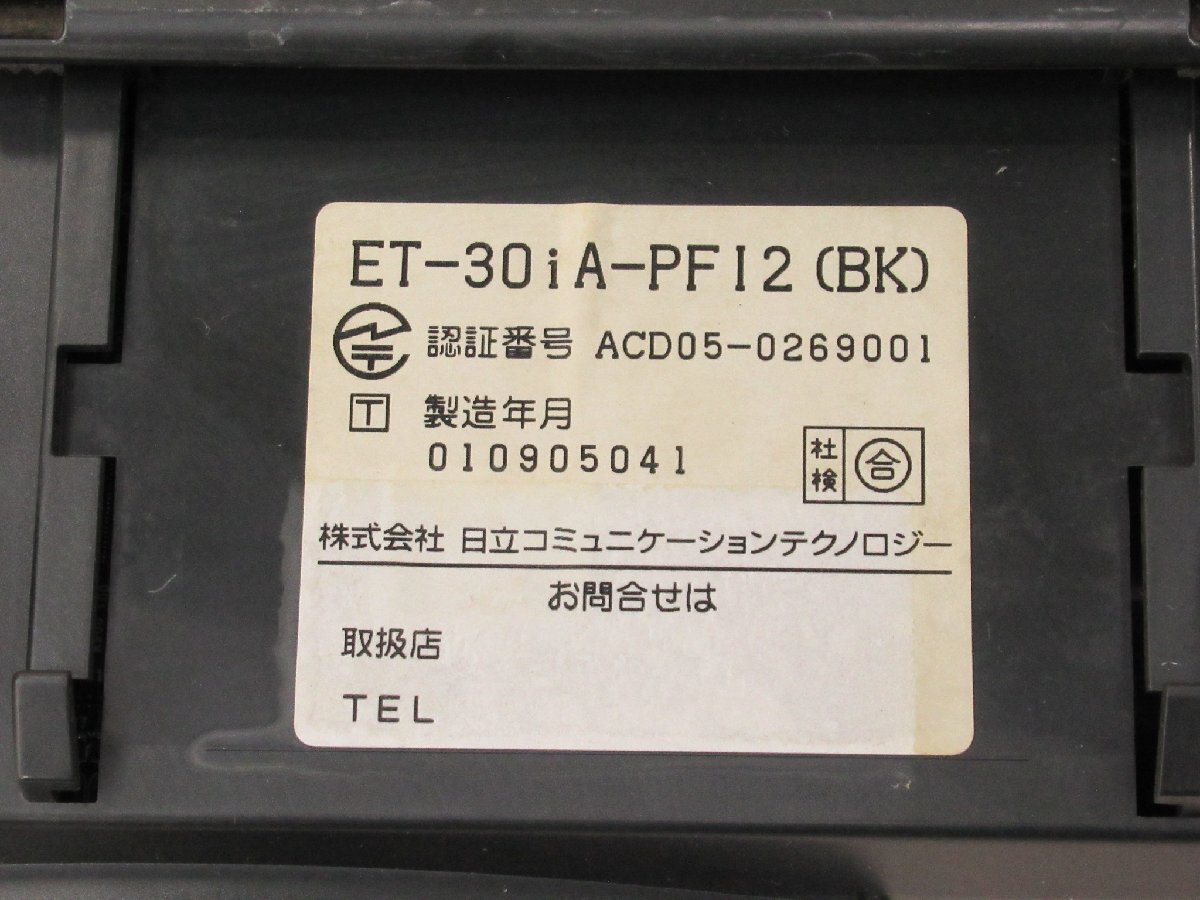 ET-30iA-PFI2(BK)
認証番号 ACD05-0269001
T 製造年月
010905041
社検 合
株式会社 日立コミュニケーションテクノロジー
お問合せは
取扱店
TEL